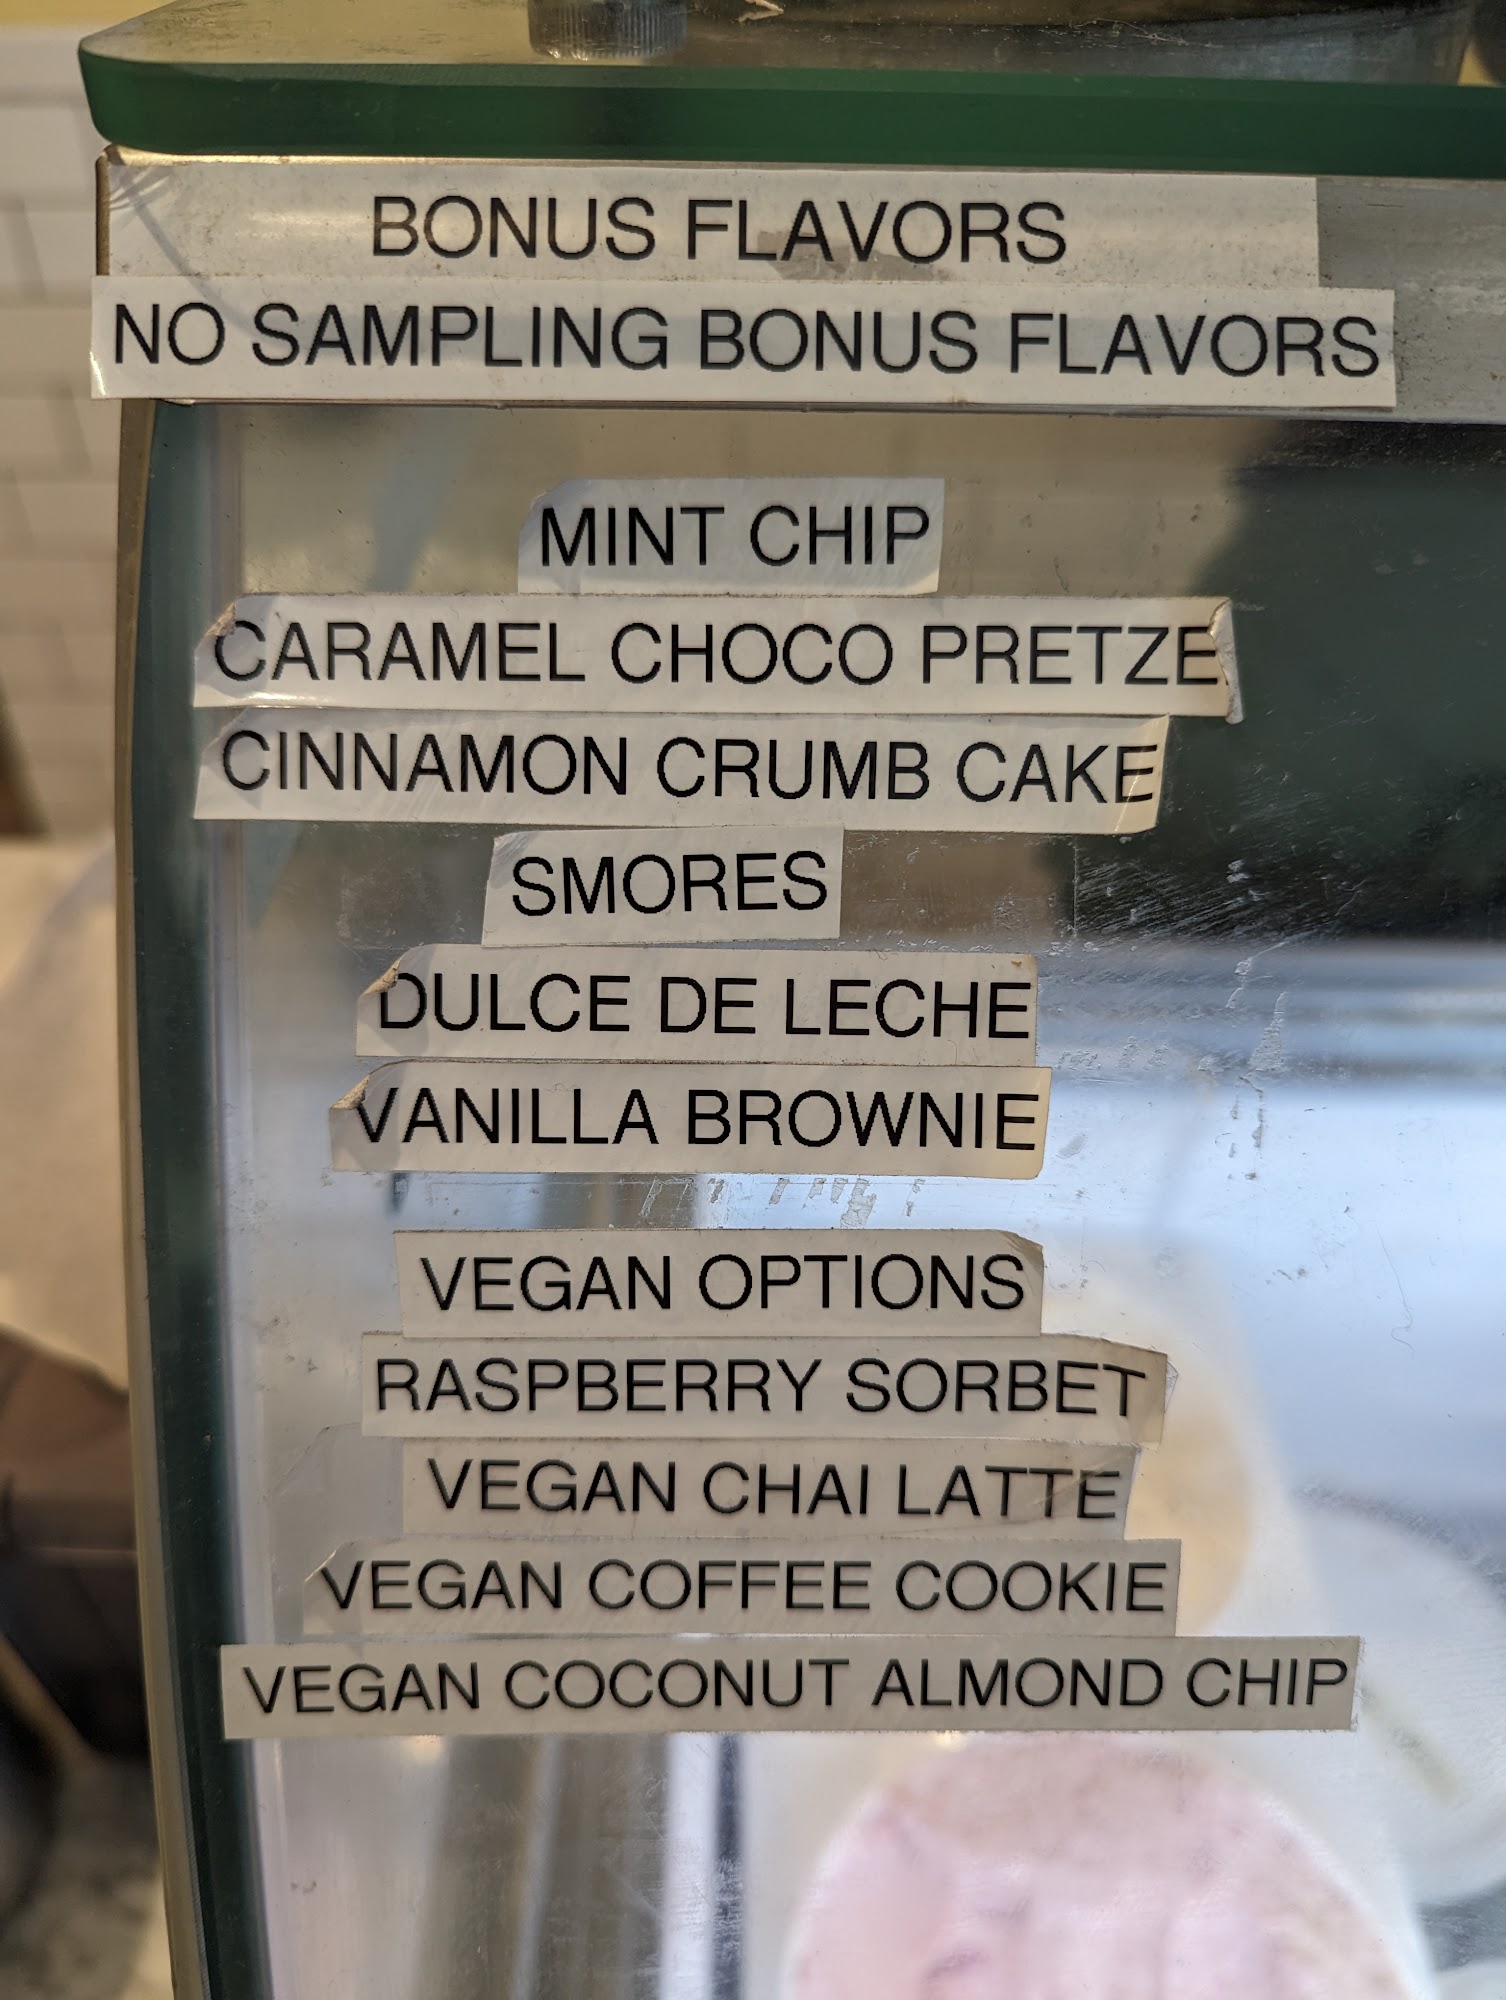 BONUS FLAVORS
NO SAMPLING BONUS FLAVORS
MINT CHIP
CARAMEL CHOCO PRETZE
CINNAMON CRUMB CAKE
SMORES
DULCE DE LECHE
VANILLA BROWNIE
VEGAN OPTIONS
RASPBERRY SORBET
VEGAN CHAI LATTE
VEGAN COFFEE COOKIE
VEGAN COCONUT ALMOND CHIP